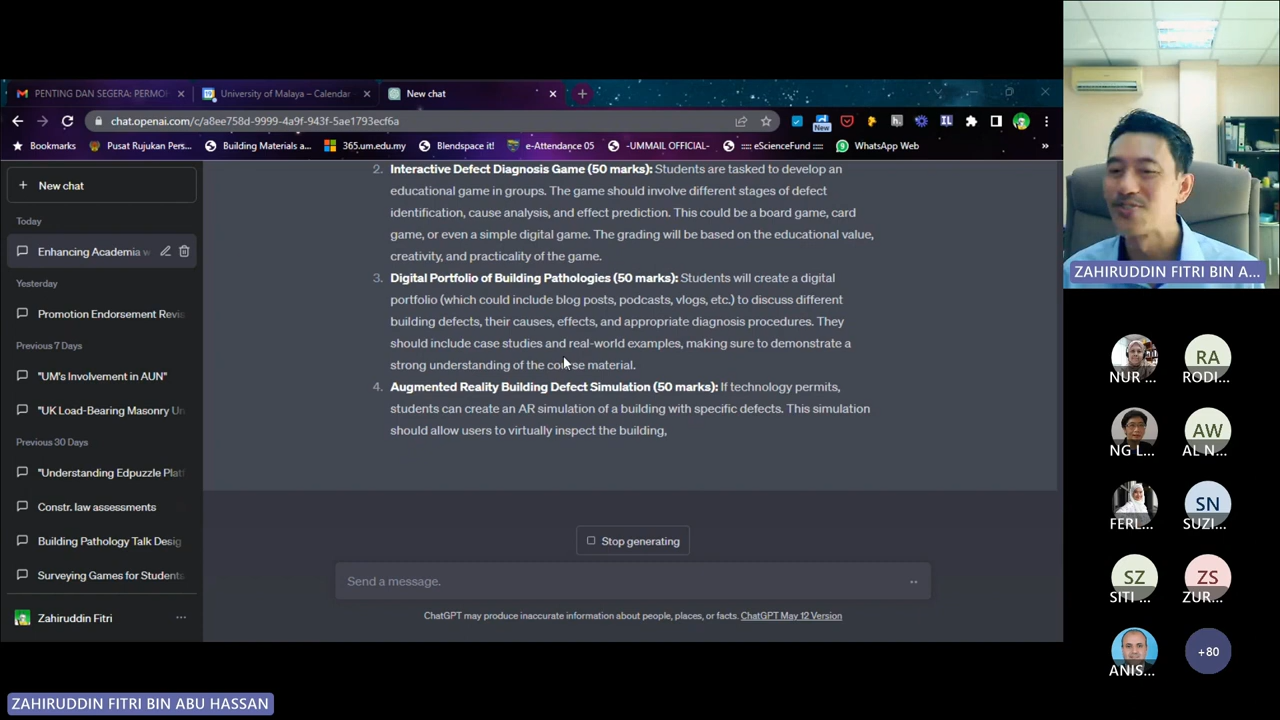 PENTING DAN SEGERA: PERMO
University of Malaya – Calendar
New chat
chat.openai.com/c/a8ee758d-9999-4a9f-943f-5ae1793ecf6a
New
Bookmarks
Pusat Rujukan Pers...
Building Materials a...
365.um.edu.my
Blendspace it!
e-Attendance 05
-UMMAIL OFFICIAL-
:::: eScienceFund ::::
WhatsApp Web
»
+ New chat
Today
Enhancing Academia w
Yesterday
Promotion Endorsement Revi
Previous 7 Days
"UM's Involvement in AUN"
"UK Load-Bearing Masonry Un
Previous 30 Days
"Understanding Edpuzzle Platf
Constr. law assessments
Building Pathology Talk Desig
Surveying Games for Students
Zahiruddin Fitri
2. Interactive Defect Diagnosis Game (50 marks): Students are tasked to develop an
educational game in groups. The game should involve different stages of defect
identification, cause analysis, and effect prediction. This could be a board game, card
game, or even a simple digital game. The grading will be based on the educational value,
creativity, and practicality of the game.
3. Digital Portfolio of Building Pathologies (50 marks): Students will create a digital
portfolio (which could include blog posts, podcasts, vlogs, etc.) to discuss different
building defects, their causes, effects, and appropriate diagnosis procedures. They
should include case studies and real-world examples, making sure to demonstrate a
strong understanding of the course material.
4. Augmented Reality Building Defect Simulation (50 marks): If technology permits,
students can create an AR simulation of a building with specific defects. This simulation
should allow users to virtually inspect the building,
Stop generating
Send a message.
ChatGPT may produce inaccurate information about people, places, or facts. ChatGPT May 12 Version
ZAHIRUDDIN FITRI BIN A...
NUR ...
RA
RODI...
NG L...
AW
AL N...
FERL...
SN
SUZI...
SZ
SITI ...
ZS
ZUR...
ANIS...
+80
ZAHIRUDDIN FITRI BIN ABU HASSAN